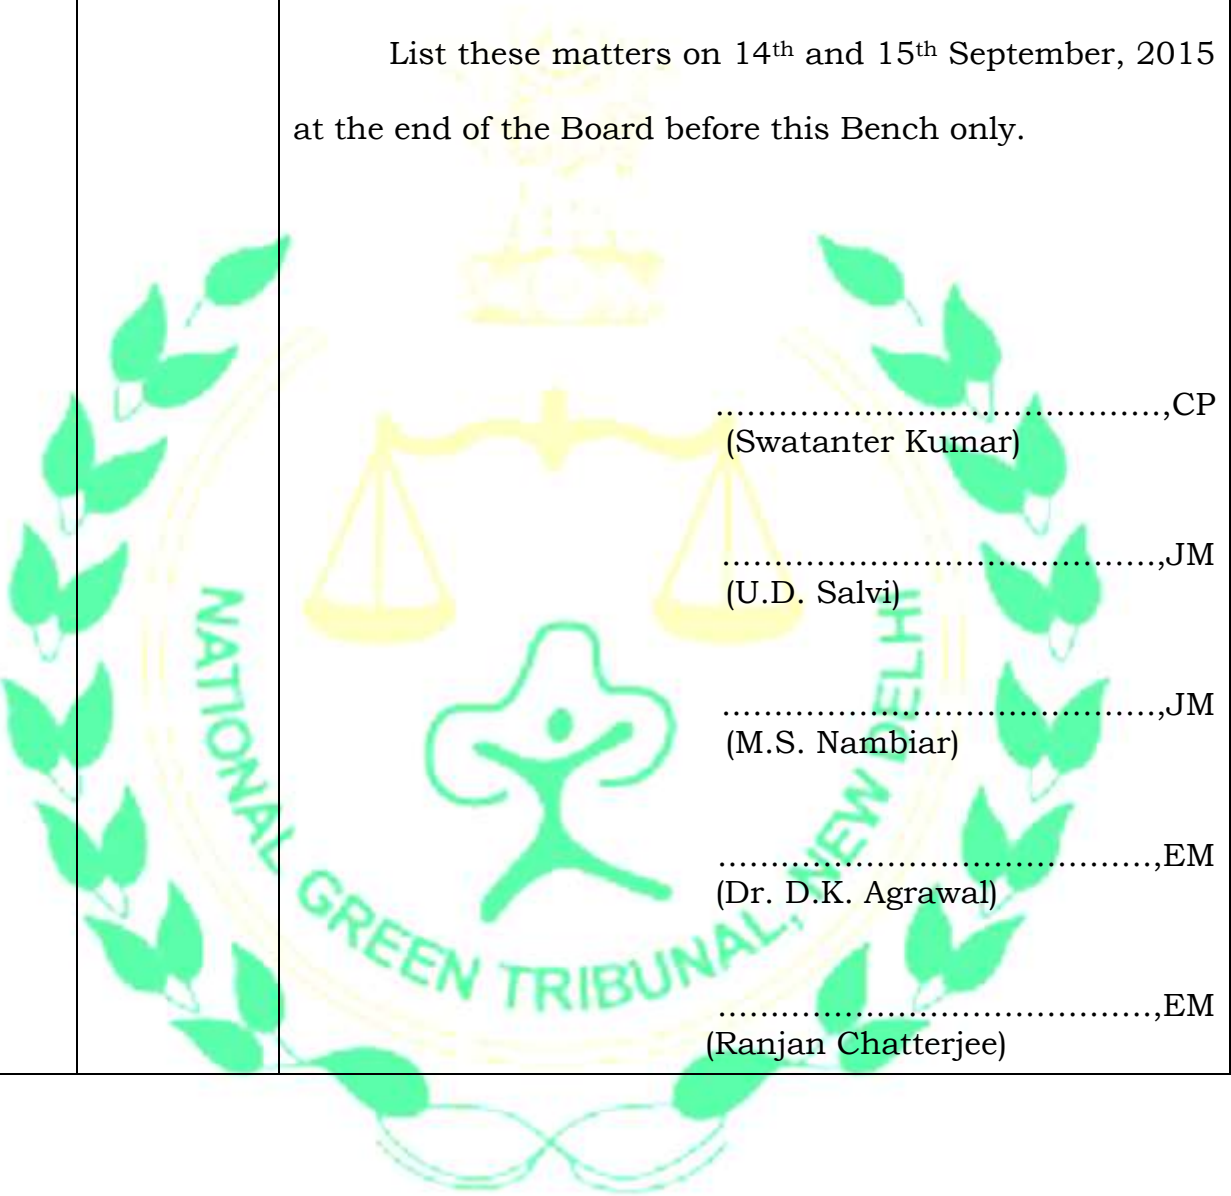 List these matters on 14th and 15th September, 2015
at the end of the Board before this Bench only.
.……………………………………,CP
(Swatanter Kumar)
.……………………………………,JM
(U.D. Salvi)
.……………………………………,JM
(M.S. Nambiar)
.……………………………………,EM
(Dr. D.K. Agrawal)
.……………………………………,EM
(Ranjan Chatterjee)
NATIONAL GREEN TRIBUNAL, NEW DELHI